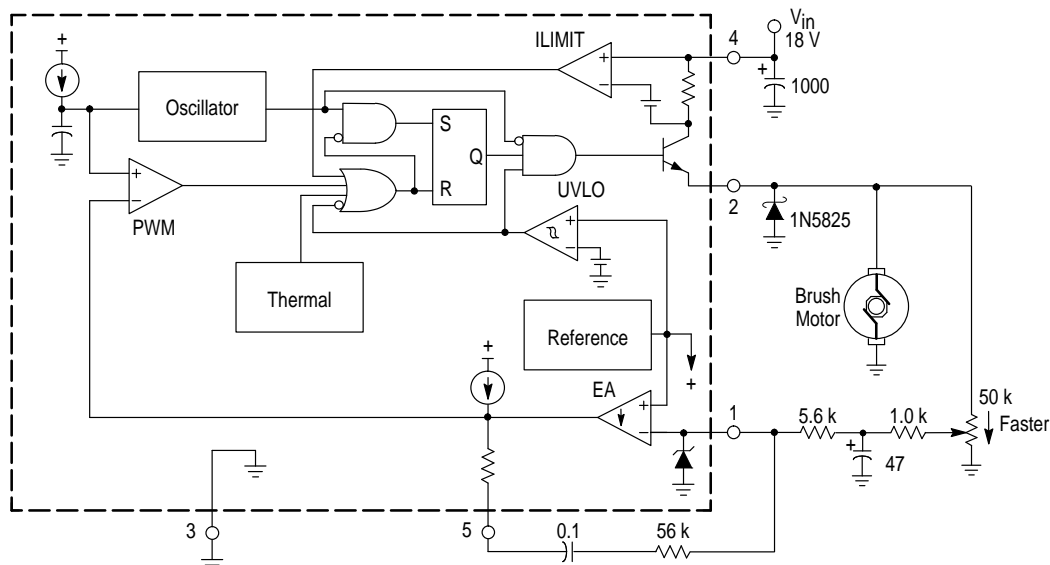 +
Oscillator
ILIMIT
+
−
4
Vin
18 V
+
1000
S
Q
R
+
−
PWM
UVLO
+
−
2
1N5825
Thermal
Brush
Motor
Reference
+
+
EA
+
−
1
5.6 k
1.0 k
50 k
Faster
+
47
3
5
0.1
56 k